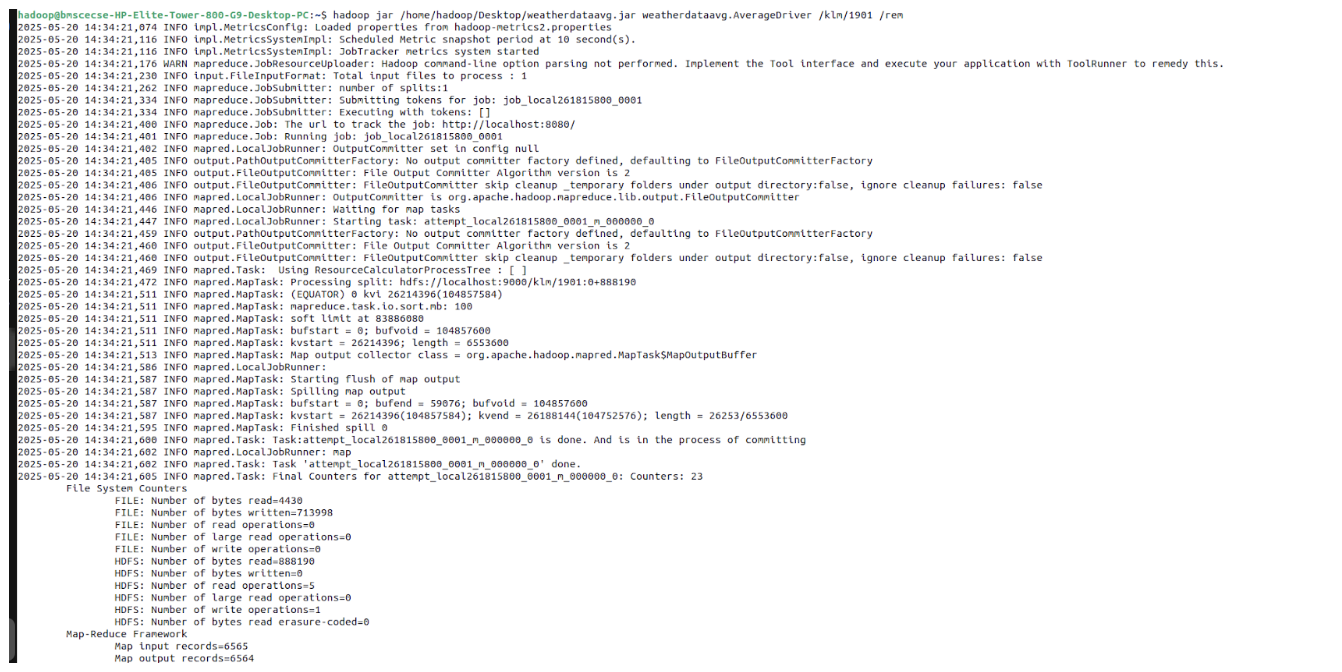 hadoop@bmscecse-HP-Elite-Tower-800-G9-Desktop-PC:~$ hadoop jar /home/hadoop/Desktop/weatherdataavg.jar weatherdataavg.AverageDriver /klm/1901 /rem
2025-05-20 14:34:21,074 INFO impl.MetricsConfig: Loaded properties from hadoop-metrics2.properties
2025-05-20 14:34:21,116 INFO impl.MetricsSystemImpl: Scheduled Metric snapshot period at 10 second(s).
2025-05-20 14:34:21,116 INFO impl.MetricsSystemImpl: JobTracker metrics system started
2025-05-20 14:34:21,176 WARN mapreduce.JobResourceUploader: Hadoop command-line option parsing not performed. Implement the Tool interface and execute your application with ToolRunner to remedy this.
2025-05-20 14:34:21,230 INFO input.FileInputFormat: Total input files to process : 1
2025-05-20 14:34:21,262 INFO mapreduce.JobSubmitter: number of splits:1
2025-05-20 14:34:21,334 INFO mapreduce.JobSubmitter: Submitting tokens for job: job_local261815800_0001
2025-05-20 14:34:21,334 INFO mapreduce.JobSubmitter: Executing with tokens: []
2025-05-20 14:34:21,400 INFO mapreduce.Job: The url to track the job: http://localhost:8080/
2025-05-20 14:34:21,401 INFO mapreduce.Job: Running job: job_local261815800_0001
2025-05-20 14:34:21,402 INFO mapred.LocalJobRunner: OutputCommitter set in config null
2025-05-20 14:34:21,405 INFO output.PathOutputCommitterFactory: No output committer factory defined, defaulting to FileOutputCommitterFactory
2025-05-20 14:34:21,405 INFO output.FileOutputCommitter: File Output Committer Algorithm version is 2
2025-05-20 14:34:21,406 INFO output.FileOutputCommitter: FileOutputCommitter skip cleanup _temporary folders under output directory:false, ignore cleanup failures: false
2025-05-20 14:34:21,406 INFO mapred.LocalJobRunner: OutputCommitter is org.apache.hadoop.mapreduce.lib.output.FileOutputCommitter
2025-05-20 14:34:21,446 INFO mapred.LocalJobRunner: Waiting for map tasks
2025-05-20 14:34:21,447 INFO mapred.LocalJobRunner: Starting task: attempt_local261815800_0001_m_000000_0
2025-05-20 14:34:21,459 INFO output.PathOutputCommitterFactory: No output committer factory defined, defaulting to FileOutputCommitterFactory
2025-05-20 14:34:21,460 INFO output.FileOutputCommitter: File Output Committer Algorithm version is 2
2025-05-20 14:34:21,460 INFO output.FileOutputCommitter: FileOutputCommitter skip cleanup _temporary folders under output directory:false, ignore cleanup failures: false
2025-05-20 14:34:21,469 INFO mapred.Task:  Using ResourceCalculatorProcessTree : [ ]
2025-05-20 14:34:21,472 INFO mapred.MapTask: Processing split: hdfs://localhost:9000/klm/1901:0+888190
2025-05-20 14:34:21,511 INFO mapred.MapTask: (EQUATOR) 0 kvi 26214396(104857584)
2025-05-20 14:34:21,511 INFO mapred.MapTask: mapreduce.task.io.sort.mb: 100
2025-05-20 14:34:21,511 INFO mapred.MapTask: soft limit at 83886080
2025-05-20 14:34:21,511 INFO mapred.MapTask: bufstart = 0; bufvoid = 104857600
2025-05-20 14:34:21,511 INFO mapred.MapTask: kvstart = 26214396; length = 6553600
2025-05-20 14:34:21,513 INFO mapred.MapTask: Map output collector class = org.apache.hadoop.mapred.MapTask$MapOutputBuffer
2025-05-20 14:34:21,586 INFO mapred.LocalJobRunner:
2025-05-20 14:34:21,587 INFO mapred.MapTask: Starting flush of map output
2025-05-20 14:34:21,587 INFO mapred.MapTask: Spilling map output
2025-05-20 14:34:21,587 INFO mapred.MapTask: bufstart = 0; bufend = 59076; bufvoid = 104857600
2025-05-20 14:34:21,587 INFO mapred.MapTask: kvstart = 26214396(104857584); kvend = 26188144(104752576); length = 26253/6553600
2025-05-20 14:34:21,595 INFO mapred.MapTask: Finished spill 0
2025-05-20 14:34:21,600 INFO mapred.Task: Task:attempt_local261815800_0001_m_000000_0 is done. And is in the process of committing
2025-05-20 14:34:21,602 INFO mapred.LocalJobRunner: map
2025-05-20 14:34:21,602 INFO mapred.Task: Task 'attempt_local261815800_0001_m_000000_0' done.
2025-05-20 14:34:21,605 INFO mapred.Task: Final Counters for attempt_local261815800_0001_m_000000_0: Counters: 23
File System Counters
FILE: Number of bytes read=4430
FILE: Number of bytes written=713998
FILE: Number of read operations=0
FILE: Number of large read operations=0
FILE: Number of write operations=0
HDFS: Number of bytes read=888190
HDFS: Number of bytes written=0
HDFS: Number of read operations=5
HDFS: Number of large read operations=0
HDFS: Number of write operations=1
HDFS: Number of bytes read erasure-coded=0
Map-Reduce Framework
Map input records=6565
Map output records=6564